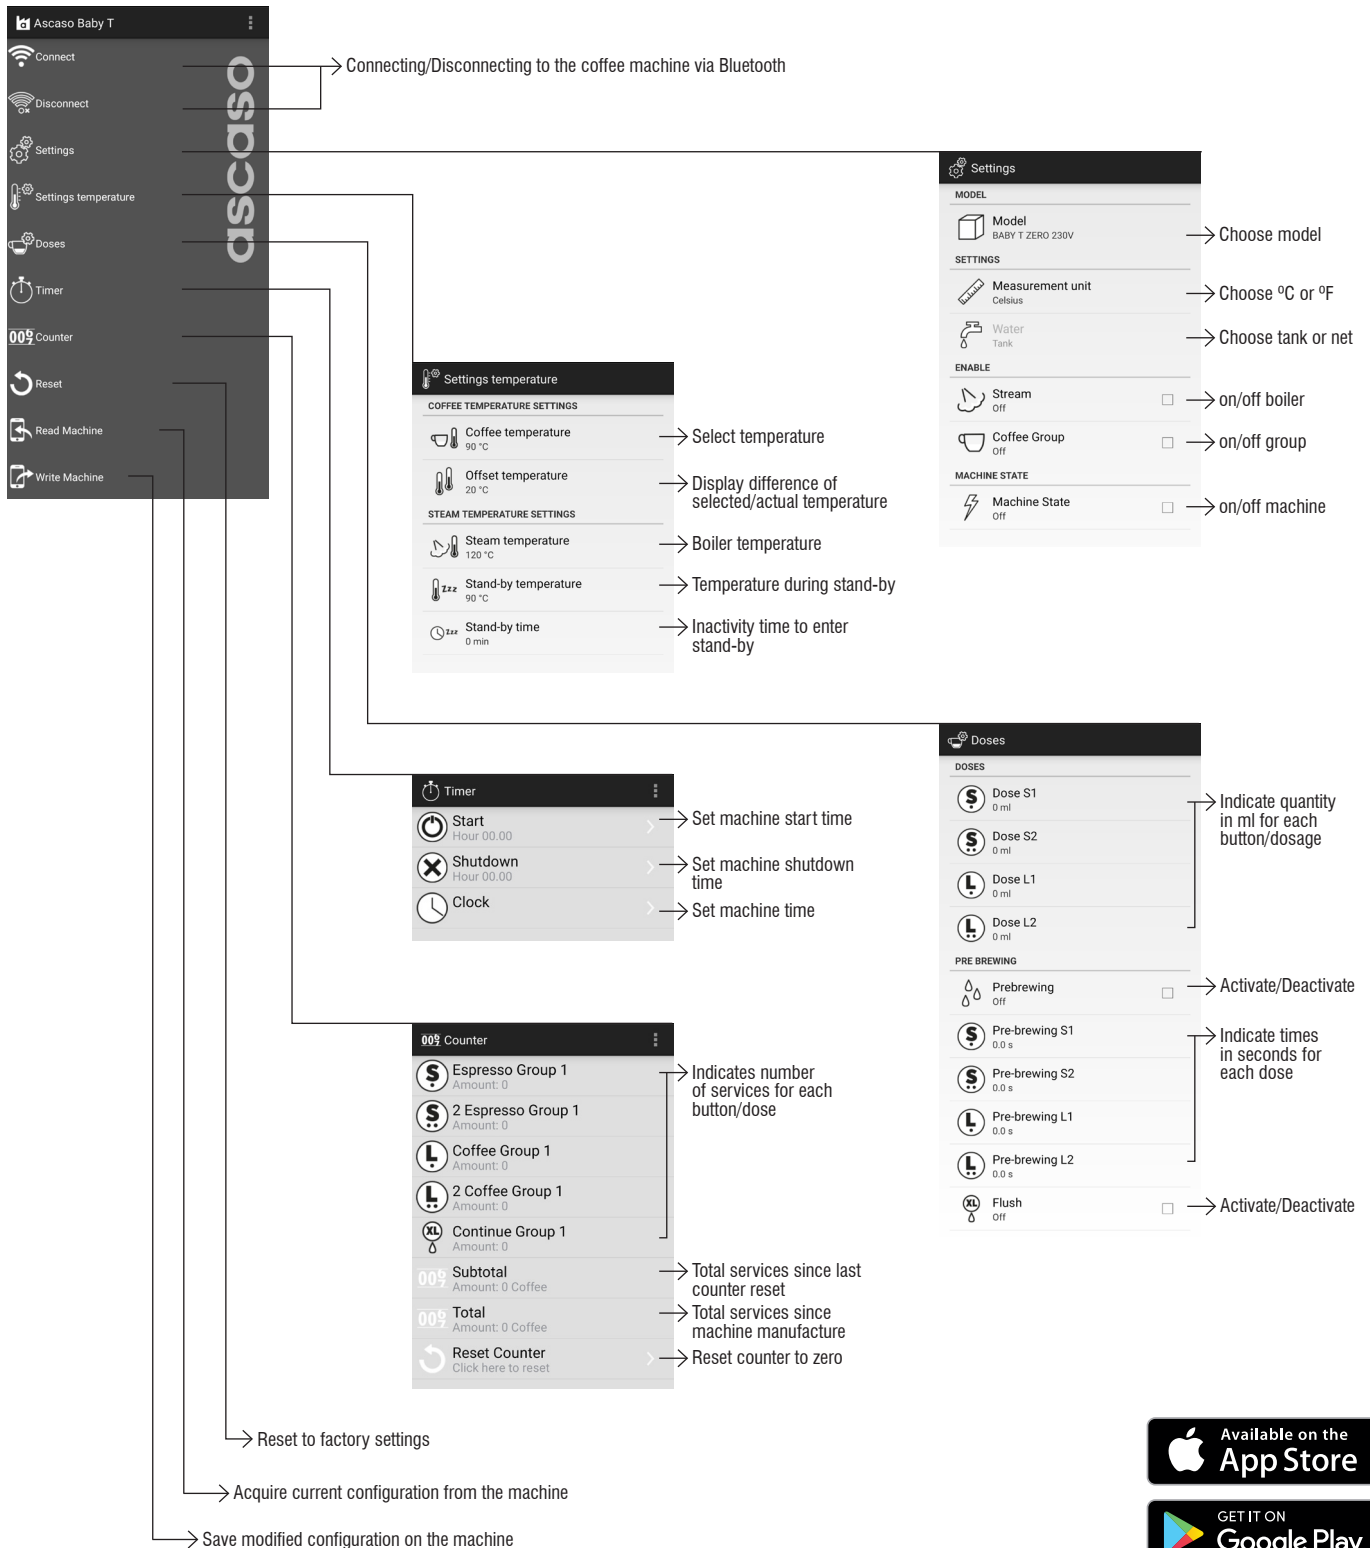 Ascaso Baby T
Connect
Disconnect
Settings
Settings temperature
Doses
Timer
Counter
Reset
Read Machine
Write Machine
ascaso
Connecting/Disconnecting to the coffee machine via Bluetooth
Settings
MODEL
Model
BABY T ZERO 230V
Choose model
SETTINGS
Measurement unit
Celsius
Choose ºC or ºF
Water
Tank
Choose tank or net
ENABLE
Stream
Off
on/off boiler
Coffee Group
Off
on/off group
MACHINE STATE
Machine State
Off
on/off machine
Settings temperature
COFFEE TEMPERATURE SETTINGS
Coffee temperature
90 °C
Select temperature
Offset temperature
20 °C
Display difference of
selected/actual temperature
STEAM TEMPERATURE SETTINGS
Steam temperature
120 °C
Boiler temperature
Stand-by temperature
90 °C
Temperature during stand-by
Stand-by time
0 min
Inactivity time to enter
stand-by
Doses
DOSES
Dose S1
0 ml
Dose S2
0 ml
Dose L1
0 ml
Dose L2
0 ml
Indicate quantity
in ml for each
button/dosage
PRE BREWING
Prebrewing
Off
Activate/Deactivate
Pre-brewing S1
0.0 s
Pre-brewing S2
0.0 s
Pre-brewing L1
0.0 s
Pre-brewing L2
0.0 s
Indicate times
in seconds for
each dose
XL
Flush
Off
Activate/Deactivate
Timer
Start
Hour 00.00
Set machine start time
Shutdown
Hour 00.00
Set machine shutdown
time
Clock
Set machine time
Counter
S
Espresso Group 1
Amount: 0
S
2 Espresso Group 1
Amount: 0
L
Coffee Group 1
Amount: 0
L
2 Coffee Group 1
Amount: 0
XL
Continue Group 1
Amount: 0
Indicates number
of services for each
button/dose
Subtotal
Amount: 0 Coffee
Total services since last
counter reset
Total
Amount: 0 Coffee
Total services since
machine manufacture
Reset Counter
Click here to reset
Reset counter to zero
Reset to factory settings
Acquire current configuration from the machine
Save modified configuration on the machine
Available on the
App Store
GET IT ON
Google Play